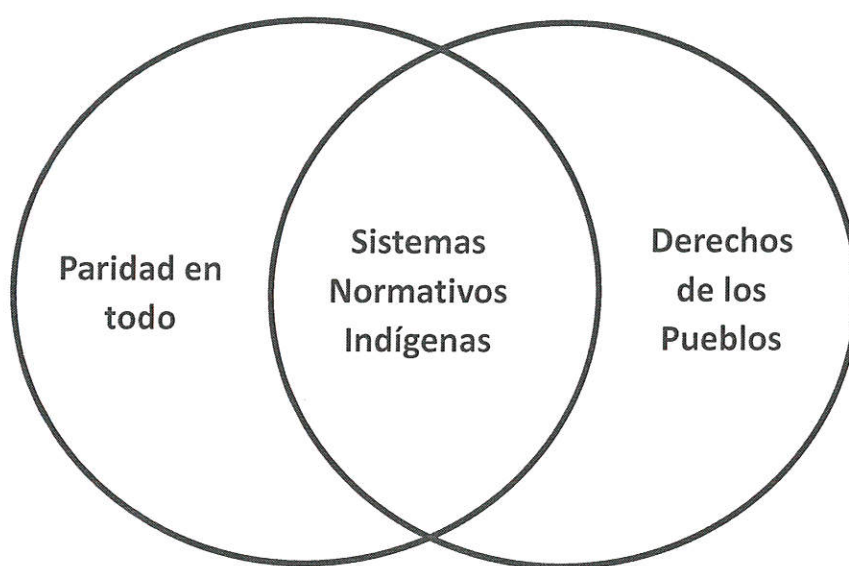 Paridad en
todo
Sistemas
Normativos
Indígenas
Derechos
de los
Pueblos